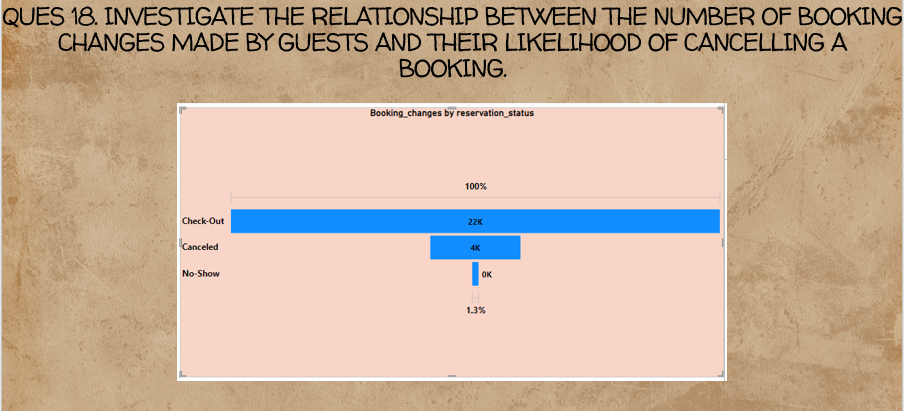 QUES 18. INVESTIGATE THE RELATIONSHIP BETWEEN THE NUMBER OF BOOKING
CHANGES MADE BY GUESTS AND THEIR LIKELIHOOD OF CANCELLING A
BOOKING.
Booking_changes by reservation_status
100%
Check-Out 22K
Canceled 4K
No-Show 0K
1.3%